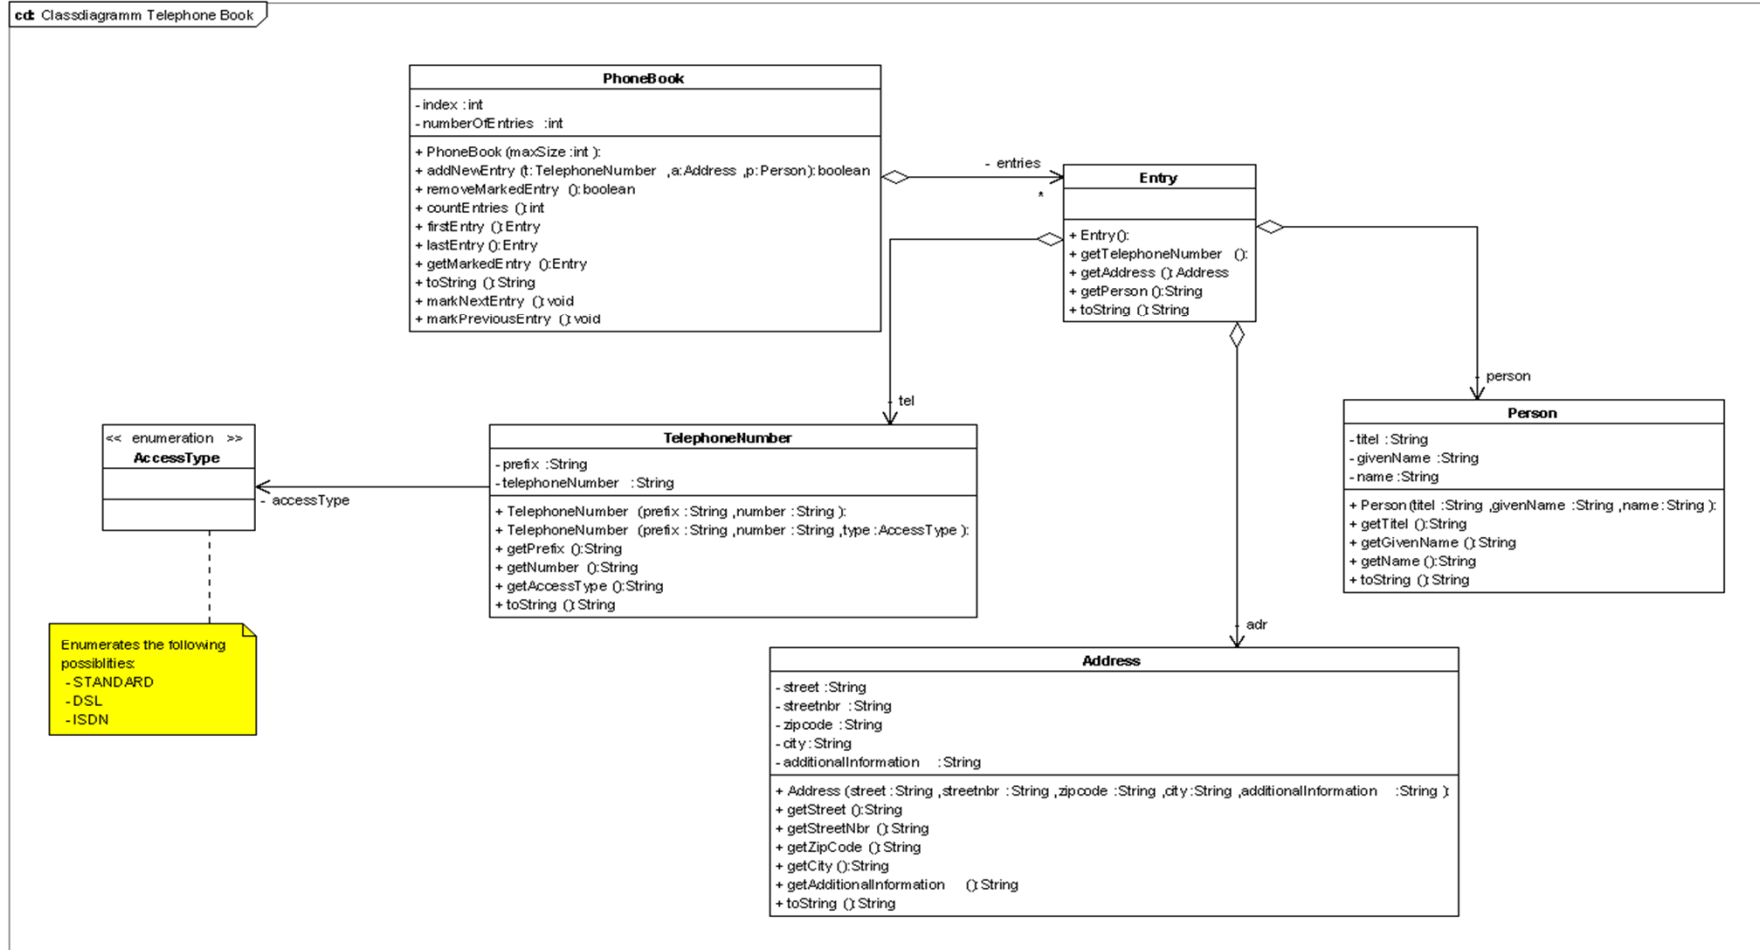 cd: Classdiagramm Telephone Book
PhoneBook
- index : int
- numberOfEntries : int
+ PhoneBook (maxSize : int ):
+ addNewEntry (t: TelephoneNumber ,a:Address ,p:Person): boolean
+ removeMarkedEntry (): boolean
+ countEntries (): int
+ firstEntry (): Entry
+ lastEntry (): Entry
+ getMarkedEntry (): Entry
+ toString (): String
+ markNextEntry (): void
+ markPreviousEntry (): void
- entries
*
Entry
+ Entry():
+ getTelephoneNumber ():
+ getAddress (): Address
+ getPerson (): String
+ toString (): String
- person
- tel
<< enumeration >>
AccessType
- accessType
TelephoneNumber
- prefix : String
- telephoneNumber : String
+ TelephoneNumber (prefix : String ,number : String ):
+ TelephoneNumber (prefix : String ,number : String ,type : AccessType ):
+ getPrefix (): String
+ getNumber (): String
+ getAccessType (): String
+ toString (): String
Person
- titel : String
- givenName : String
- name : String
+ Person (titel : String ,givenName : String ,name : String ):
+ getTitel (): String
+ getGivenName (): String
+ getName (): String
+ toString (): String
Enumerates the following
possiblities:
- STANDARD
- DSL
- ISDN
- adr
Address
- street : String
- streetnbr : String
- zipcode : String
- city : String
- additionalInformation : String
+ Address (street : String ,streetnbr : String ,zipcode : String ,city : String ,additionalInformation : String ):
+ getStreet (): String
+ getStreetNbr (): String
+ getZipCode (): String
+ getCity (): String
+ getAdditionalInformation (): String
+ toString (): String